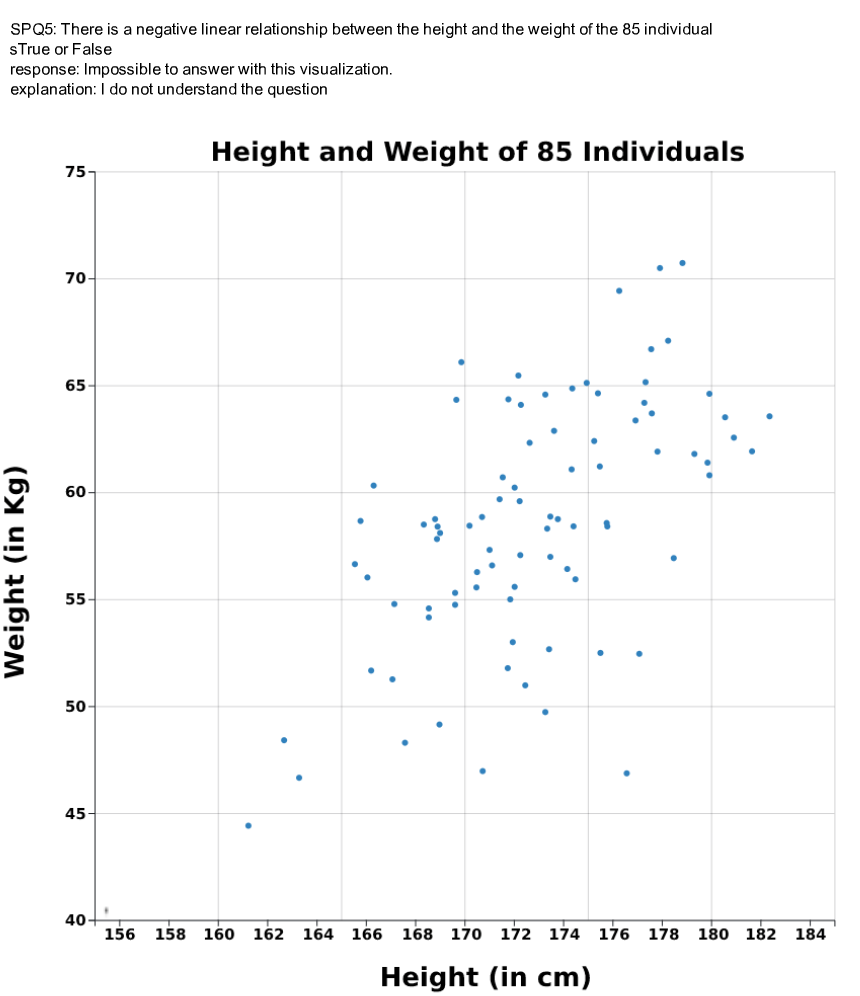 SPQ5: There is a negative linear relationship between the height and the weight of the 85 individual
sTrue or False
response: Impossible to answer with this visualization.
explanation: I do not understand the question
Height and Weight of 85 Individuals
75
70
65
60
55
50
45
40
Weight (in Kg)
156 158 160 162 164 166 168 170 172 174 176 178 180 182 184
Height (in cm)